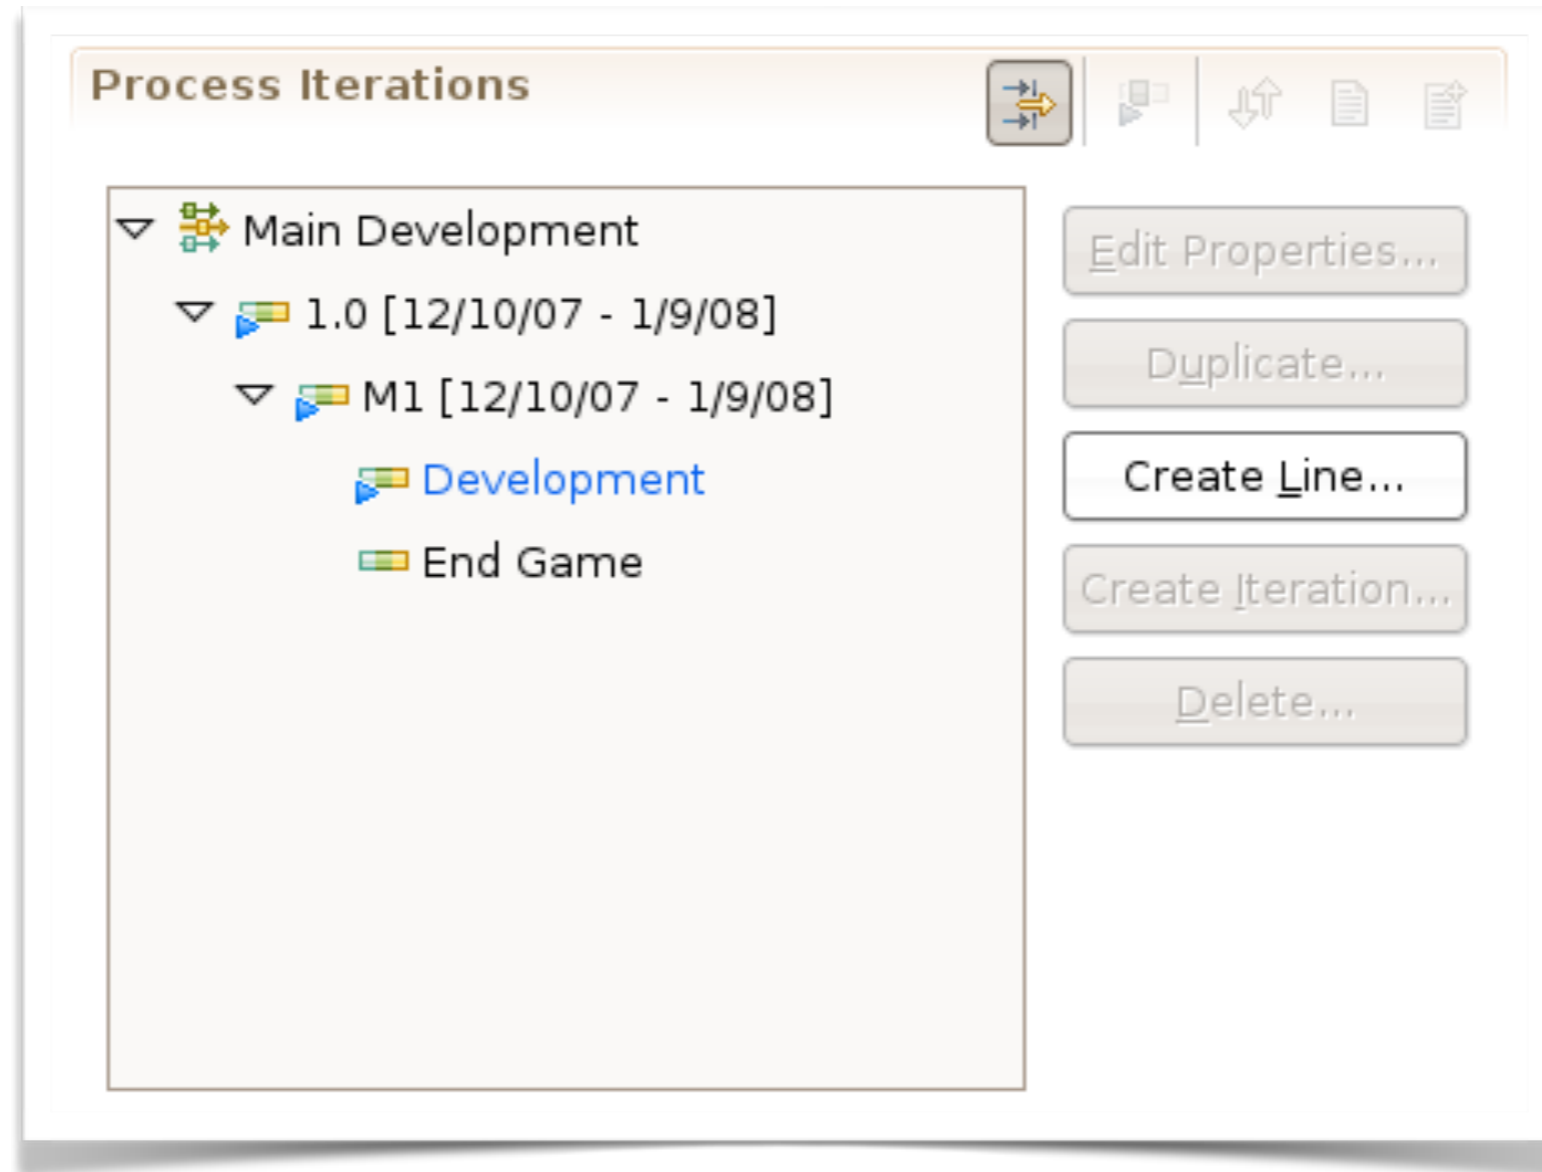 Process Iterations
Main Development
1.0 [12/10/07 - 1/9/08]
M1 [12/10/07 - 1/9/08]
Development
End Game
Edit Properties...
Duplicate...
Create Line...
Create Iteration...
Delete...